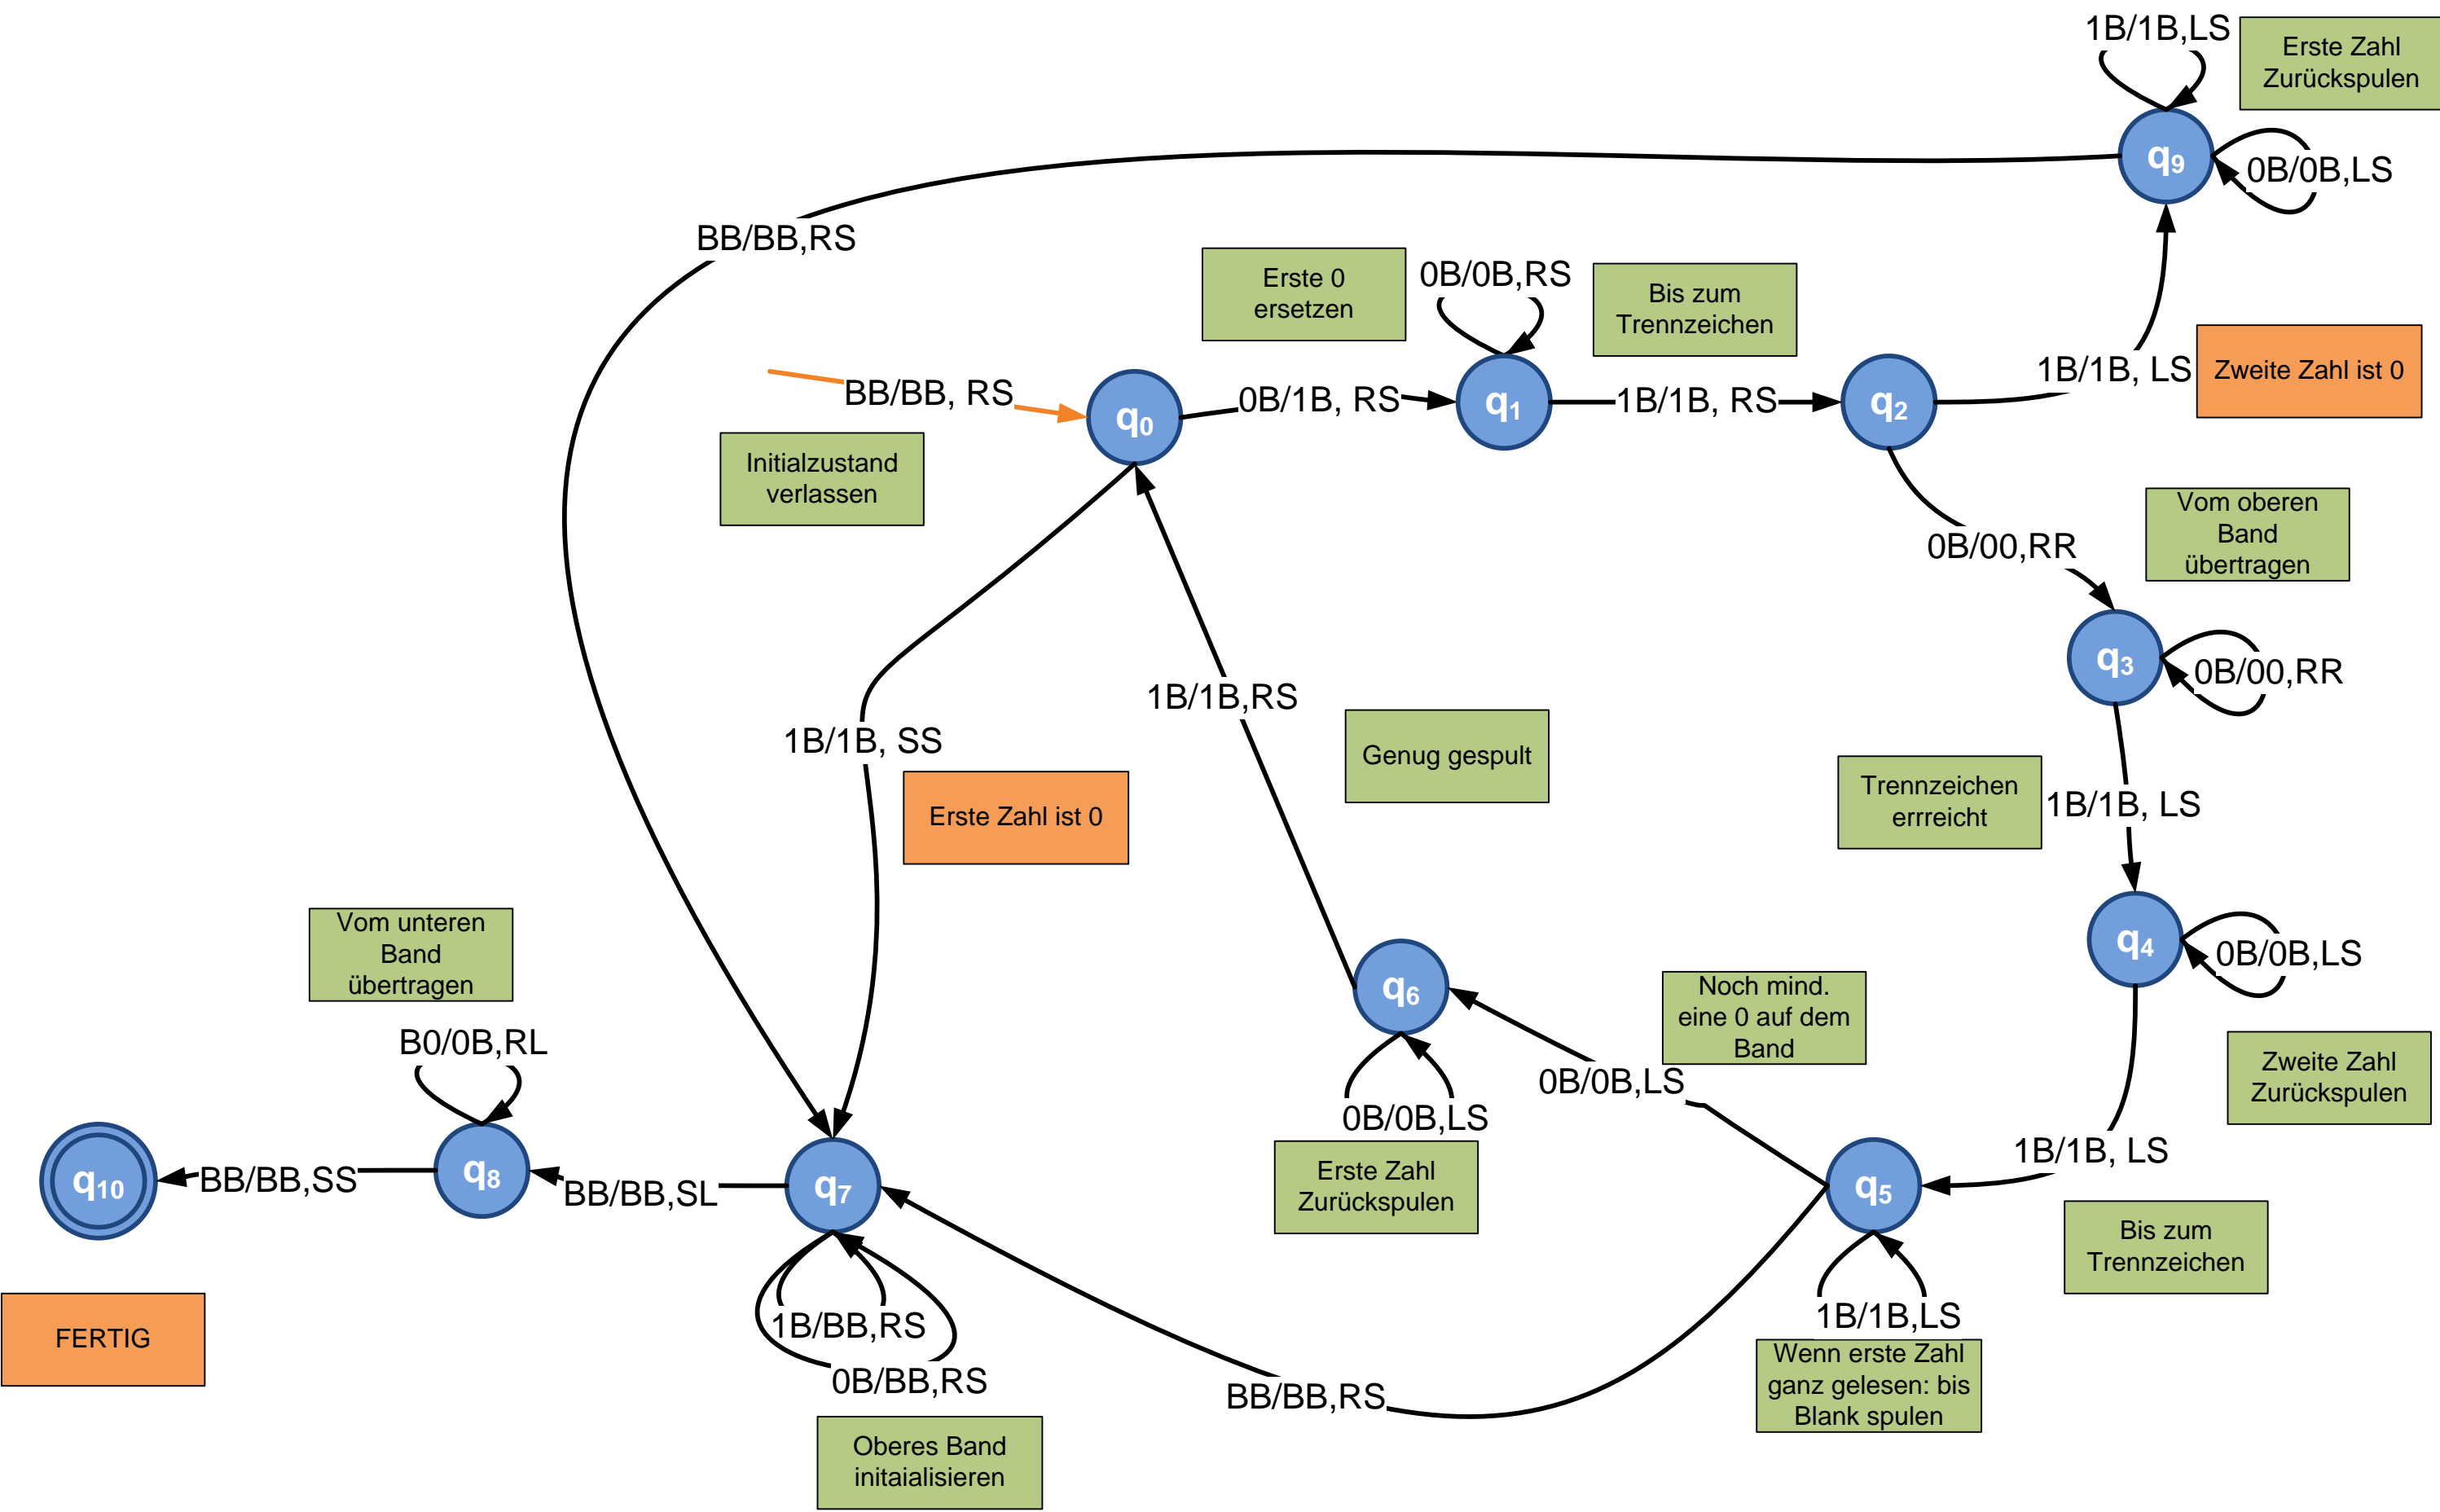 1B/1B,LS
Erste Zahl
Zurückspulen
q9
0B/0B,LS
BB/BB,RS
Erste 0
ersetzen
0B/0B,RS
Bis zum
Trennzeichen
BB/BB, RS
q0
0B/1B, RS
q1
1B/1B, RS
q2
1B/1B, LS
Zweite Zahl ist 0
Initialzustand
verlassen
Vom oberen
Band
übertragen
0B/00,RR
q3
0B/00,RR
1B/1B,RS
1B/1B, SS
Genug gespult
Erste Zahl ist 0
Trennzeichen
errreicht
1B/1B, LS
q4
0B/0B,LS
Vom unteren
Band
übertragen
q6
Noch mind.
eine 0 auf dem
Band
B0/0B,RL
0B/0B,LS
0B/0B,LS
Zweite Zahl
Zurückspulen
q10
BB/BB,SS
q8
BB/BB,SL
q7
Erste Zahl
Zurückspulen
q5
1B/1B, LS
Bis zum
Trennzeichen
FERTIG
1B/BB,RS
0B/BB,RS
BB/BB,RS
1B/1B,LS
Wenn erste Zahl
ganz gelesen: bis
Blank spulen
Oberes Band
initaialisieren